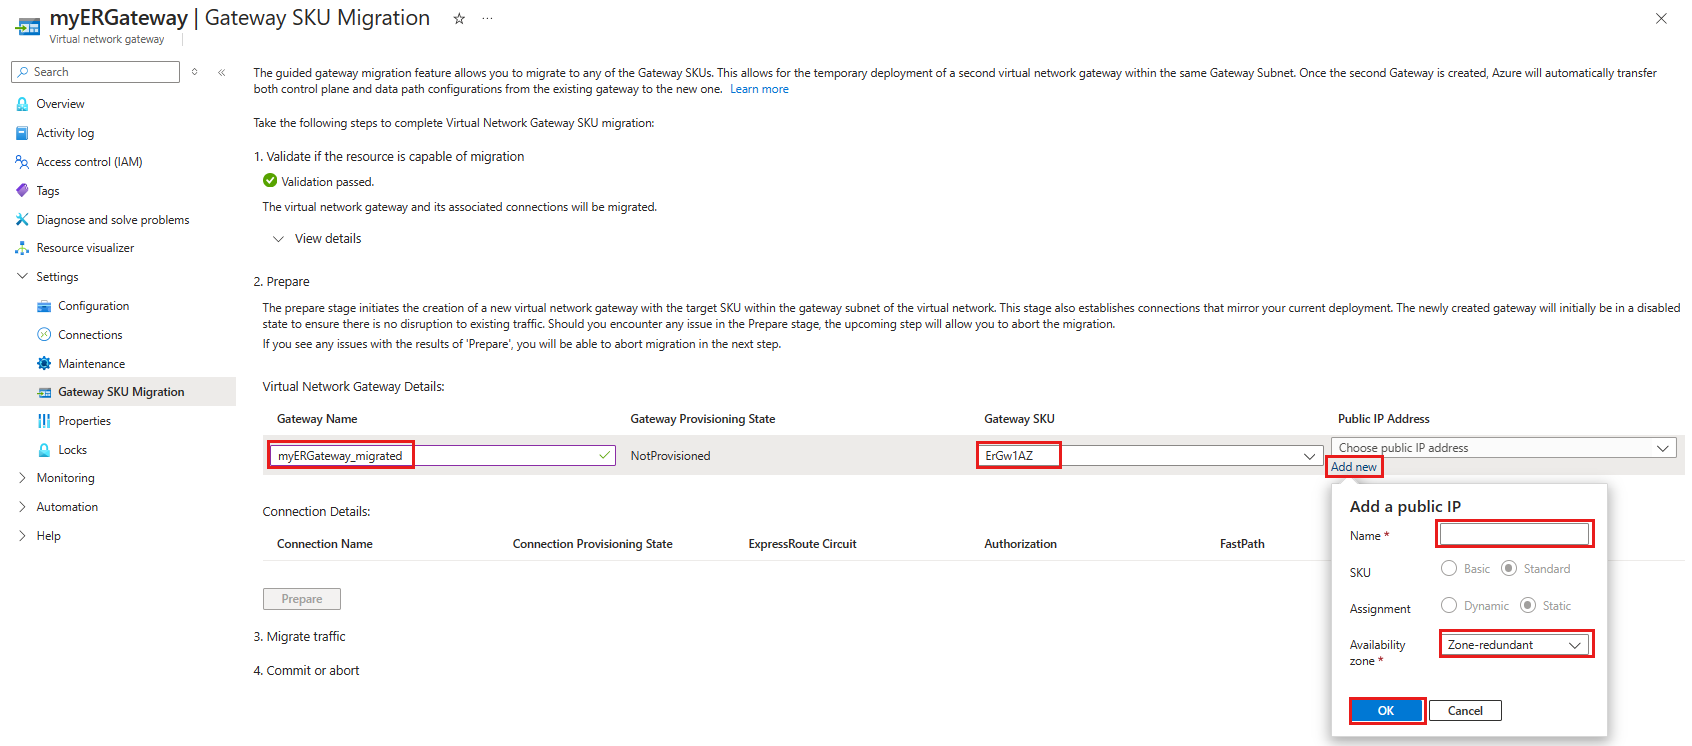 myERGateway | Gateway SKU Migration
Virtual network gateway
Search
Overview
Activity log
Access control (IAM)
Tags
Diagnose and solve problems
Resource visualizer
Settings
Configuration
Connections
Maintenance
Gateway SKU Migration
Properties
Locks
Monitoring
Automation
Help
The guided gateway migration feature allows you to migrate to any of the Gateway SKUs. This allows for the temporary deployment of a second virtual network gateway within the same Gateway Subnet. Once the second Gateway is created, Azure will automatically transfer
both control plane and data path configurations from the existing gateway to the new one. Learn more
Take the following steps to complete Virtual Network Gateway SKU migration:
1. Validate if the resource is capable of migration
Validation passed.
The virtual network gateway and its associated connections will be migrated.
View details
2. Prepare
The prepare stage initiates the creation of a new virtual network gateway with the target SKU within the gateway subnet of the virtual network. This stage also establishes connections that mirror your current deployment. The newly created gateway will initially be in a disabled
state to ensure there is no disruption to existing traffic. Should you encounter any issue in the Prepare stage, the upcoming step will allow you to abort the migration.
If you see any issues with the results of 'Prepare', you will be able to abort migration in the next step.
Virtual Network Gateway Details:
Gateway Name Gateway Provisioning State Gateway SKU Public IP Address
myERGateway_migrated NotProvisioned ErGw1AZ Choose public IP address
Add new
Connection Details:
Connection Name Connection Provisioning State ExpressRoute Circuit Authorization FastPath
Prepare
3. Migrate traffic
4. Commit or abort
Add a public IP
Name *
SKU Basic Standard
Assignment Dynamic Static
Availability zone * Zone-redundant
OK Cancel